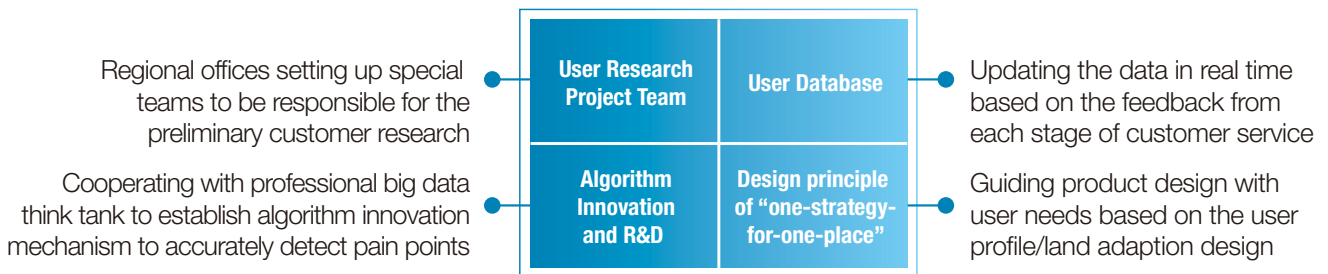 Regional offices setting up special
teams to be responsible for the
preliminary customer research
User Research
Project Team
User Database
Updating the data in real time
based on the feedback from
each stage of customer service
Cooperating with professional big data
think tank to establish algorithm innovation
mechanism to accurately detect pain points
Algorithm
Innovation
and R&D
Design principle
of “one-strategy-
for-one-place”
Guiding product design with
user needs based on the user
profile/land adaption design